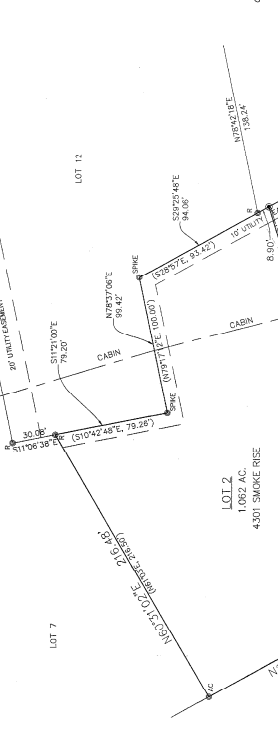 N78°42'18"E
138.24'
LOT 12
S29°25'48"E
94.06'
R
10' UTILITY
SPIKE
(S28°57'E, 93.42')
8.90'
N78°37'06"E
99.42'
20' UTILITY EASEMENT
S11°21'00"E
79.20'
(N79°17'12"E 100.00')
CABIN
CABIN
SPIKE
R
30.08'
S11°06'38"E
R
(S10°42'48"E, 79.26')
LOT 2
1.062 AC.
4301 SMOKE RISE
216.48'
N60°31'02"E
LOT 7
AC